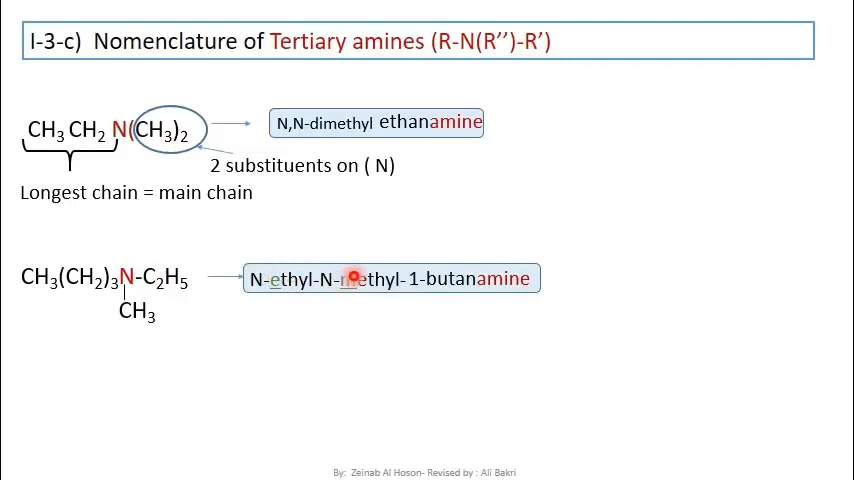 I-3-c) Nomenclature of Tertiary amines (R-N(R’’)-R’)
CH₃ CH₂ N(CH₃)₂
N,N-dimethyl ethanamine
2 substituents on ( N)
Longest chain = main chain
CH₃(CH₂)₃N-C₂H₅
N-ethyl-N-methyl-1-butanamine
CH₃
By: Zeinab Al Hoson- Revised by : Ali Bakri